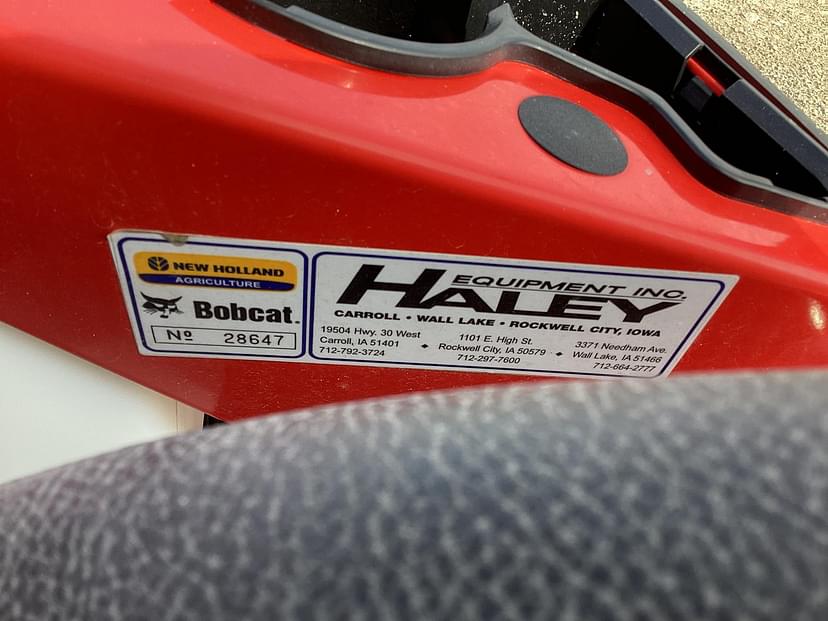 NEW HOLLAND
AGRICULTURE
Bobcat.
Nº 28647
HALEY
EQUIPMENT INC.
CARROLL • WALL LAKE • ROCKWELL CITY, IOWA
19504 Hwy. 30 West
Carroll, IA 51401
712-792-3724
1101 E. High St.
Rockwell City, IA 50579
712-297-7600
3371 Needham Ave.
Wall Lake, IA 51466
712-664-2777